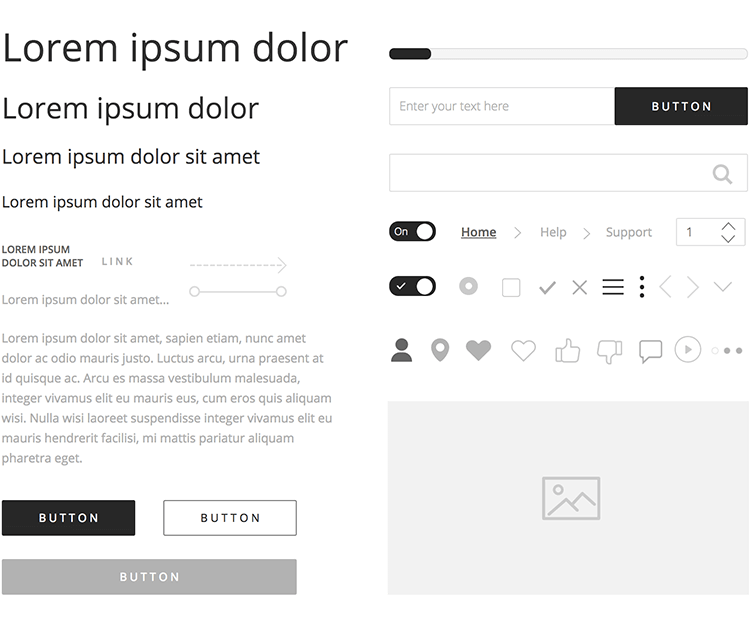 Lorem ipsum dolor
Lorem ipsum dolor
Lorem ipsum dolor sit amet
Lorem ipsum dolor sit amet
LOREM IPSUM
DOLOR SIT AMET
LINK
Lorem ipsum dolor sit amet...
Lorem ipsum dolor sit amet, sapien etiam, nunc amet
dolor ac odio mauris justo. Luctus arcu, urna praesent at
id quisque ac. Arcu es massa vestibulum malesuada,
integer vivamus elit eu mauris eus, cum eros quis aliquam
wisi. Nulla wisi laoreet suspendisse integer vivamus elit eu
mauris hendrerit facilisi, mi mattis pariatur aliquam
pharetra eget.
BUTTON
BUTTON
BUTTON
Enter your text here
BUTTON
On
Home
Help
Support
1